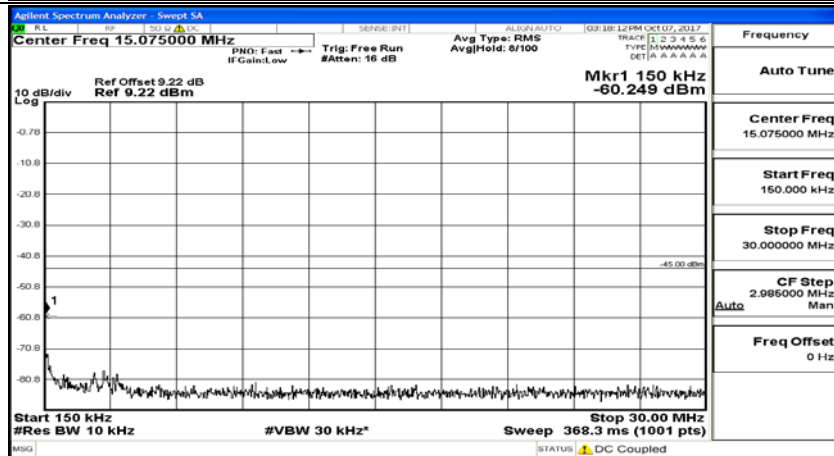 Agilent Spectrum Analyzer - Swept SA
RL RF 50 Ω DC SENSE:INT ALIGN AUTO 03:18:12 PM Oct 07, 2017
Center Freq 15.075000 MHz
PNO: Fast
IFGain:Low
Trig: Free Run
#Atten: 16 dB
Avg Type: RMS
Avg|Hold: 8/100
TRACE 1 2 3 4 5 6
TYPE M W W W W W
DET A A A A A A
Ref Offset 9.22 dB
Ref 9.22 dBm
10 dB/div
Log
Mkr1 150 kHz
-60.249 dBm
-0.78
-10.8
-20.8
-30.8
-40.8
-45.00 dBm
-50.8
1
-60.8
-70.8
-80.8
Start 150 kHz
Stop 30.00 MHz
#Res BW 10 kHz
#VBW 30 kHz*
Sweep 368.3 ms (1001 pts)
MSG
STATUS DC Coupled
Frequency
Auto Tune
Center Freq
15.075000 MHz
Start Freq
150.000 kHz
Stop Freq
30.000000 MHz
CF Step
2.985000 MHz
Auto Man
Freq Offset
0 Hz